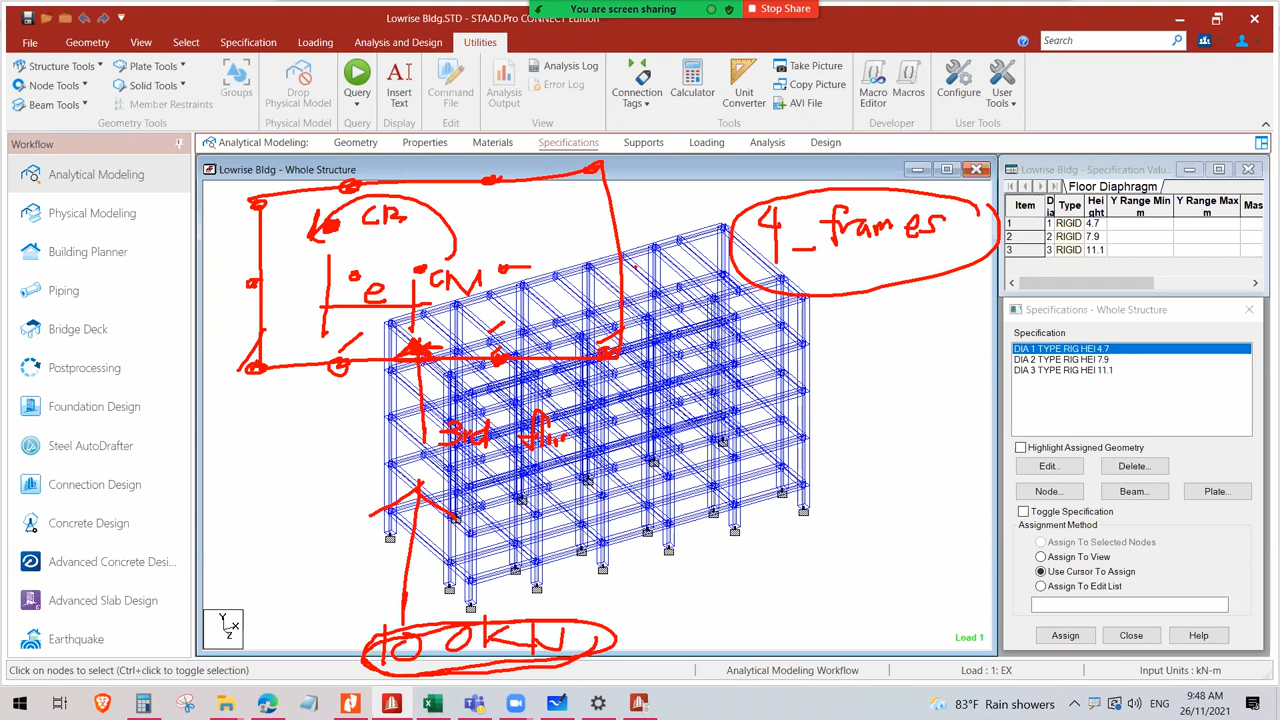 You are screen sharing
Stop Share
Lowrise Bldg.STD - STAAD.Pro CONNECT Edition
File Geometry View Select Specification Loading Analysis and Design Utilities
Search
Structure Tools
Node Tools
Beam Tools
Plate Tools
Solid Tools
Member Restraints
Geometry Tools
Groups
Drop Physical Model
Physical Model
Query
Query
Insert Text
Display
Command File
Edit
Analysis Output
Analysis Log
Error Log
View
Connection Tags
Calculator
Unit Converter
Take Picture
Copy Picture
AVI File
Tools
Macro Editor
Macros
Developer
Configure
User Tools
User Tools
Workflow
Analytical Modeling
Physical Modeling
Building Planner
Piping
Bridge Deck
Postprocessing
Foundation Design
Steel AutoDrafter
Connection Design
Concrete Design
Advanced Concrete Desi...
Advanced Slab Design
Earthquake
Analytical Modeling: Geometry Properties Materials Specifications Supports Loading Analysis Design
Lowrise Bldg - Whole Structure
CR
CM
e
4 - frames
3rd flr
100KN
Y
X
Z
Load 1
Lowrise Bldg - Specification Valu
Floor Diaphragm
Item Di a Type Hei ght Y Range Min m Y Range Max m Mas
1 1 RIGID 4.7
2 2 RIGID 7.9
3 3 RIGID 11.1
Specifications - Whole Structure
Specification
DIA 1 TYPE RIG HEI 4.7
DIA 2 TYPE RIG HEI 7.9
DIA 3 TYPE RIG HEI 11.1
Highlight Assigned Geometry
Edit... Delete...
Node... Beam... Plate...
Toggle Specification
Assignment Method
Assign To Selected Nodes
Assign To View
Use Cursor To Assign
Assign To Edit List
Assign Close Help
Click on nodes to select (Ctrl+click to toggle selection)
Analytical Modeling Workflow
Load : 1: EX
Input Units : kN-m
83°F Rain showers
ENG
9:48 AM
26/11/2021